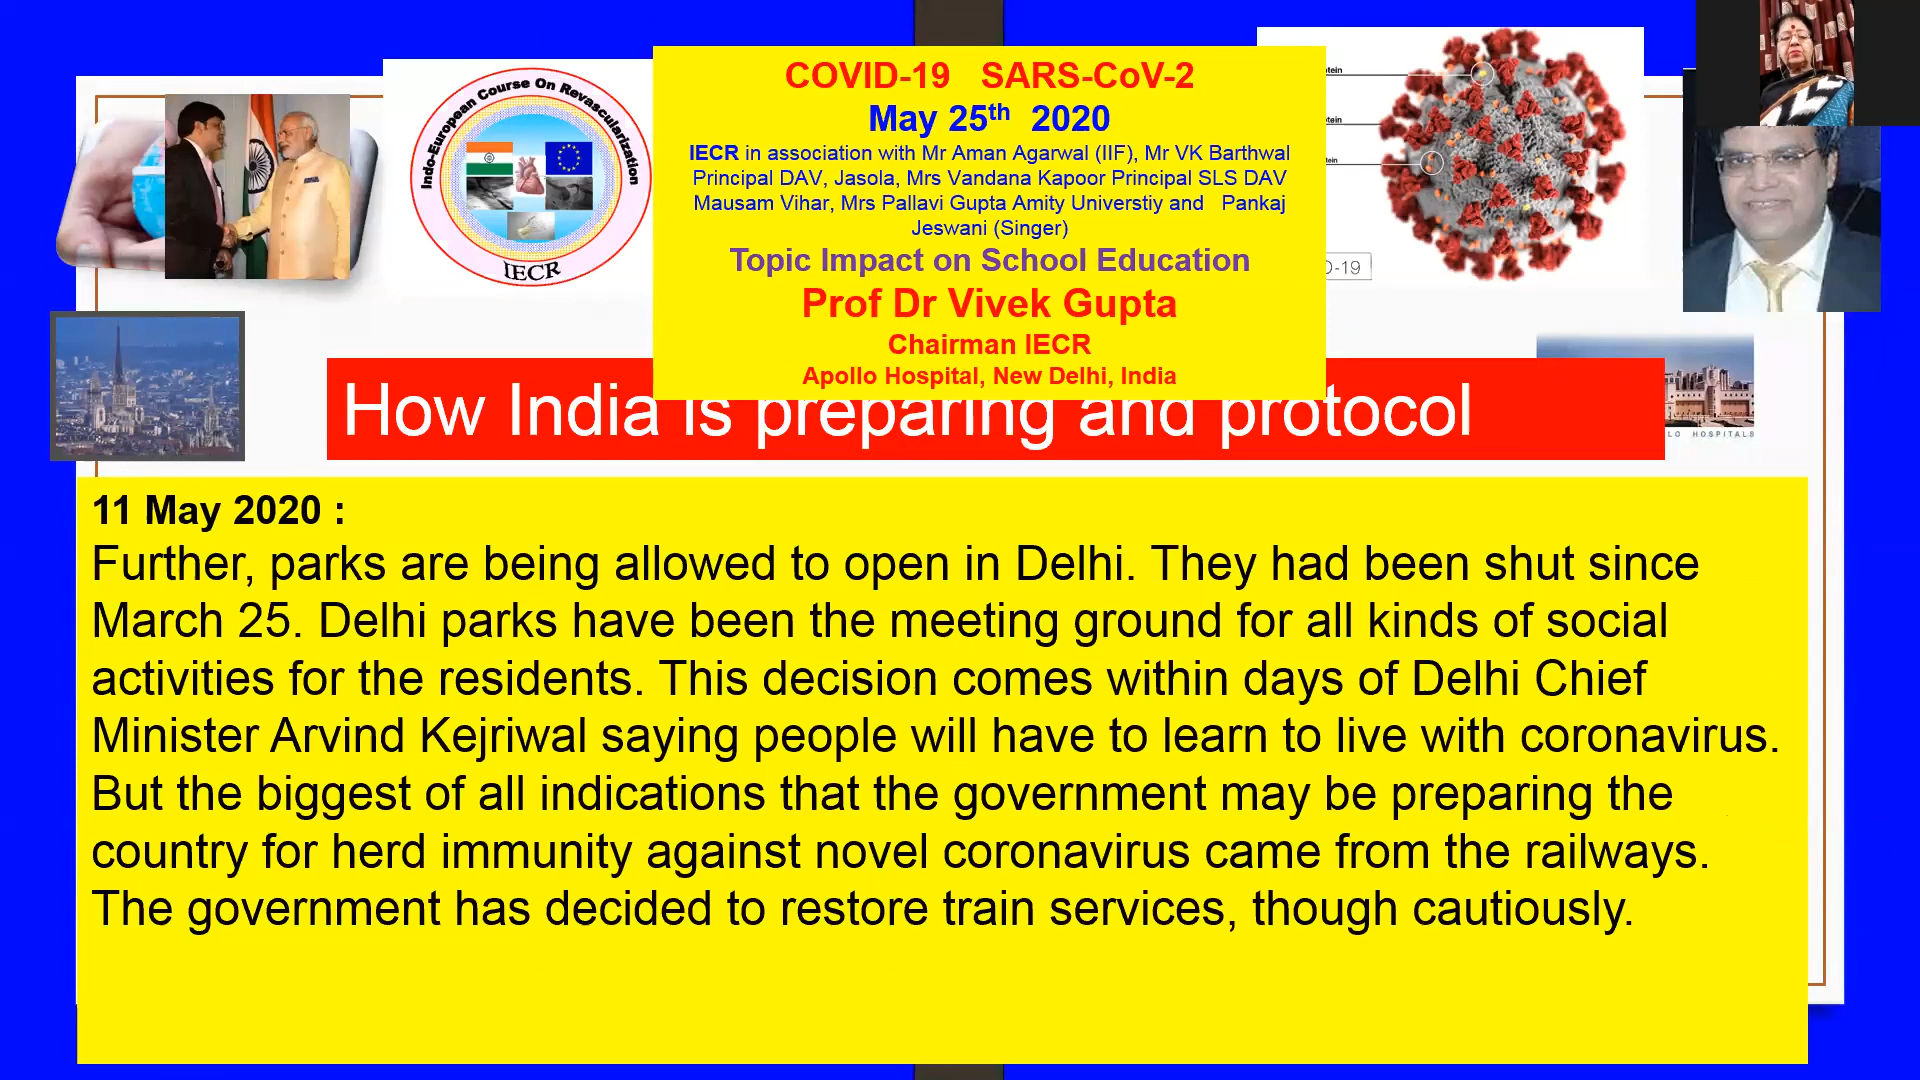 Indo-European Course On Revascularization
IECR
COVID-19 SARS-CoV-2
May 25th 2020
IECR in association with Mr Aman Agarwal (IIF), Mr VK Barthwal
Principal DAV, Jasola, Mrs Vandana Kapoor Principal SLS DAV
Mausam Vihar, Mrs Pallavi Gupta Amity Universtiy and Pankaj
Jeswani (Singer)
Topic Impact on School Education
Prof Dr Vivek Gupta
Chairman IECR
Apollo Hospital, New Delhi, India
How India is preparing and protocol
HOSPITALS
11 May 2020 :
Further, parks are being allowed to open in Delhi. They had been shut since
March 25. Delhi parks have been the meeting ground for all kinds of social
activities for the residents. This decision comes within days of Delhi Chief
Minister Arvind Kejriwal saying people will have to learn to live with coronavirus.
But the biggest of all indications that the government may be preparing the
country for herd immunity against novel coronavirus came from the railways.
The government has decided to restore train services, though cautiously.